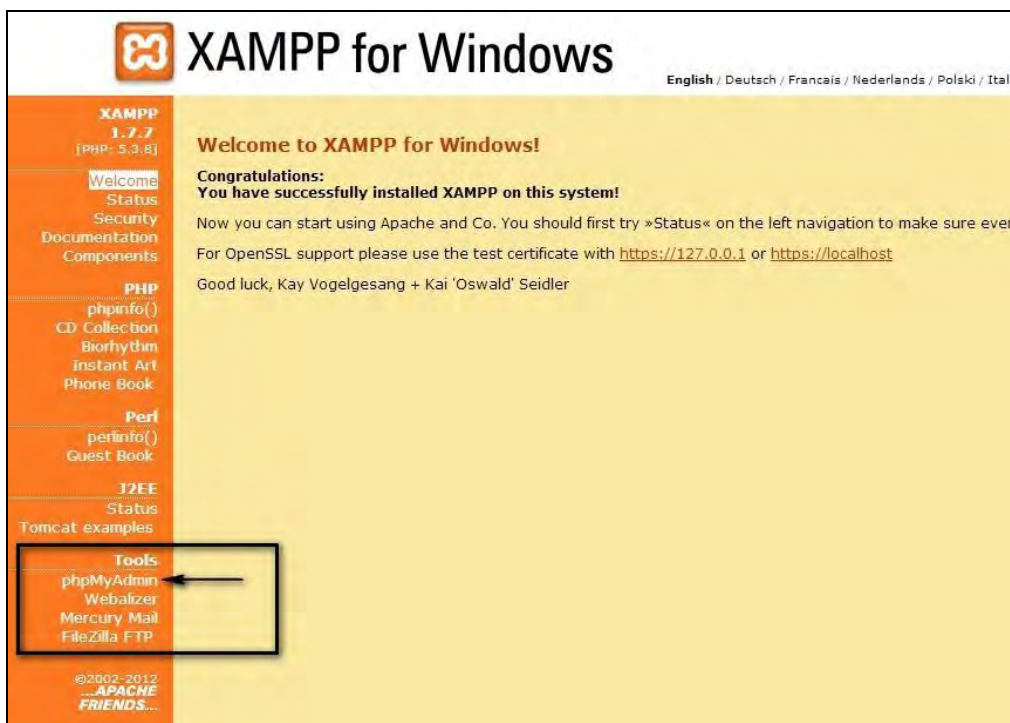 XAMPP for Windows
English / Deutsch / Francais / Nederlands / Polski / Ital
XAMPP
1.7.7
[PHP: 5.3.8]
Welcome
Status
Security
Documentation
Components
PHP
phpinfo()
CD Collection
Biorhythm
Instant Art
Phone Book
Perl
perlinfo()
Guest Book
J2EE
Status
Tomcat examples
Tools
phpMyAdmin
Webalizer
Mercury Mail
FileZilla FTP
©2002-2012
...APACHE
FRIENDS...
Welcome to XAMPP for Windows!
Congratulations:
You have successfully installed XAMPP on this system!
Now you can start using Apache and Co. You should first try »Status« on the left navigation to make sure ever
For OpenSSL support please use the test certificate with https://127.0.0.1 or https://localhost
Good luck, Kay Vogelgesang + Kai 'Oswald' Seidler